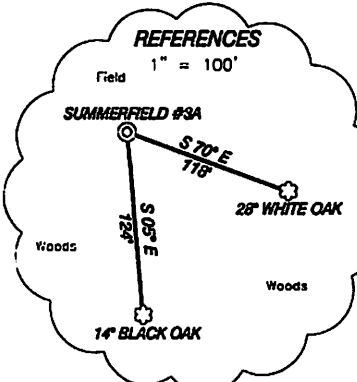 REFERENCES
1" = 100'
Field
SUMMERFIELD #3A
S 70° E
118'
28" WHITE OAK
S 05° E
124'
Woods
Woods
14" BLACK OAK